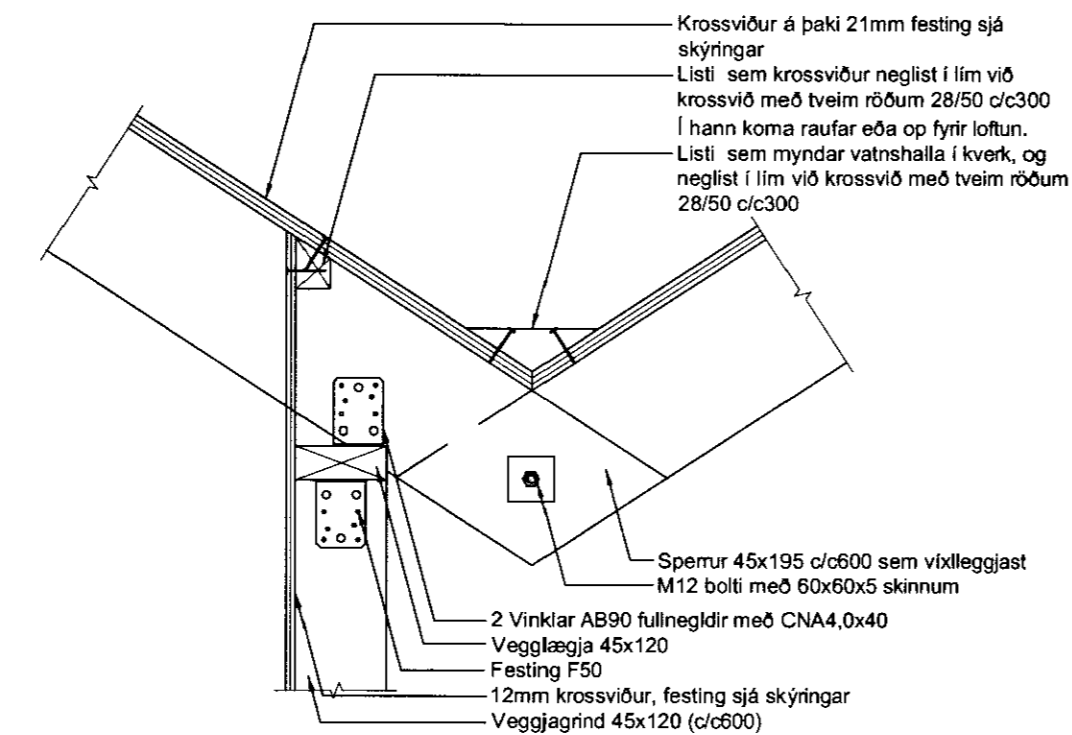 Krossviður á þaki 21mm festing sjá
skýringar
Listi sem krossviður neglist í lím við
krossvið með tveim röðum 28/50 c/c300
Í hann koma raufar eða op fyrir loftun.
Listi sem myndar vatnshalla í kverk, og
neglist í lím við krossvið með tveim röðum
28/50 c/c300
Sperrur 45x195 c/c600 sem víxlleggjast
M12 bolti með 60x60x5 skinnum
2 Vinklar AB90 fullnegldir með CNA4,0x40
Vegglægja 45x120
Festing F50
12mm krossviður, festing sjá skýringar
Veggjagrind 45x120 (c/c600)